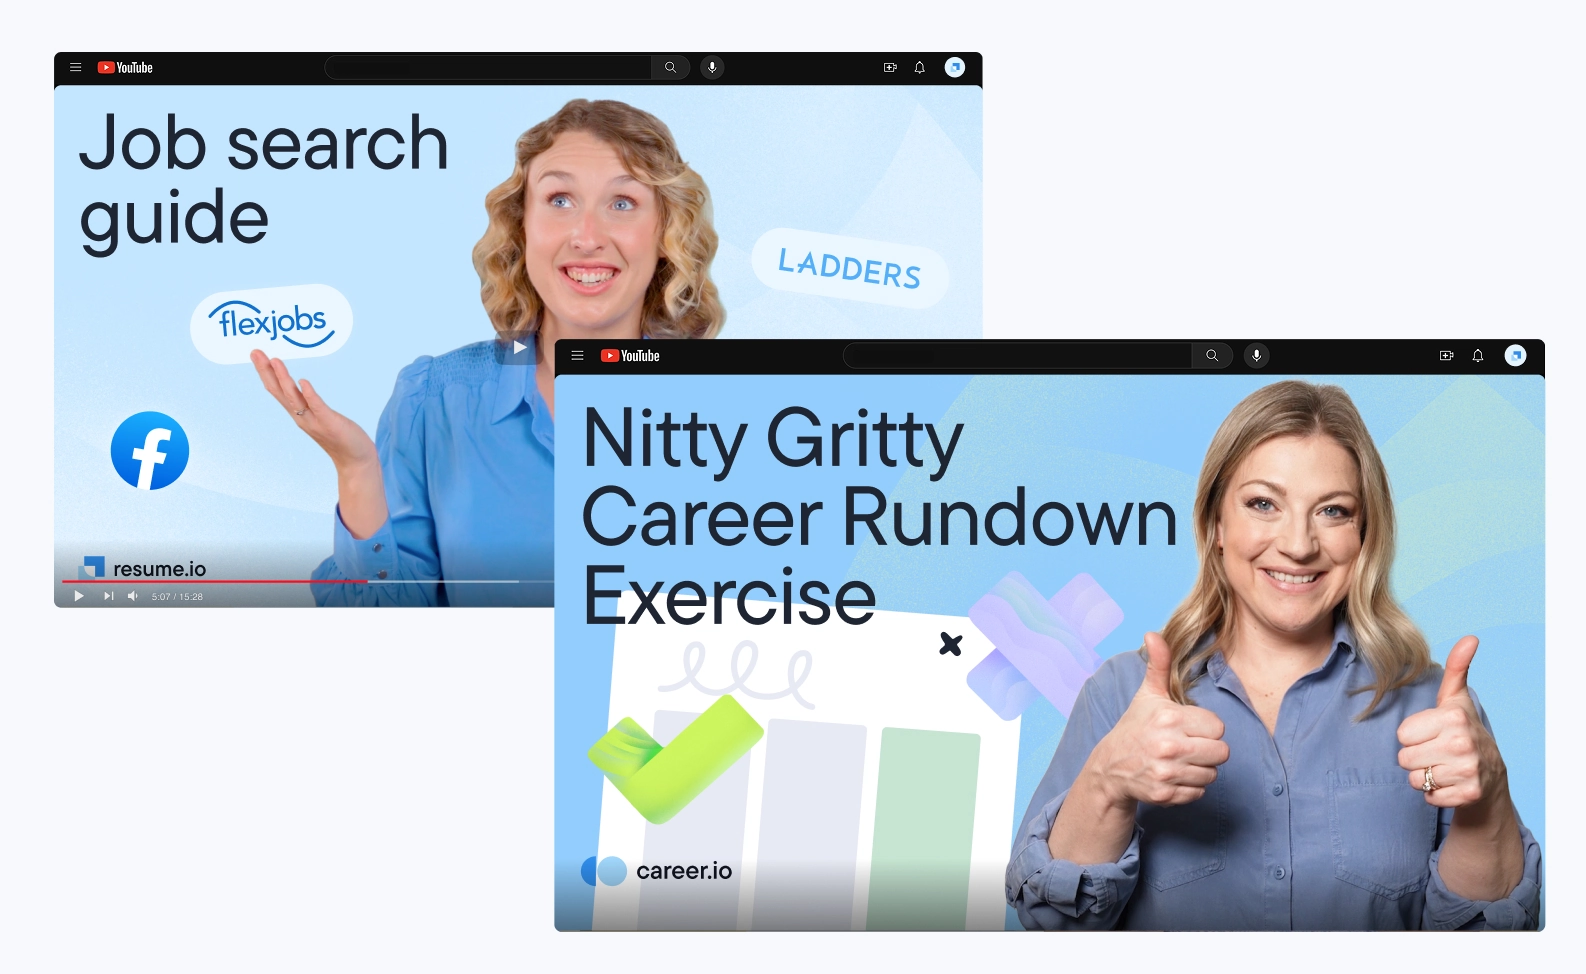 YouTube
Job search
guide
LADDERS
flexjobs
resume.io
5:07 / 15:28
YouTube
Nitty Gritty
Career Rundown
Exercise
career.io